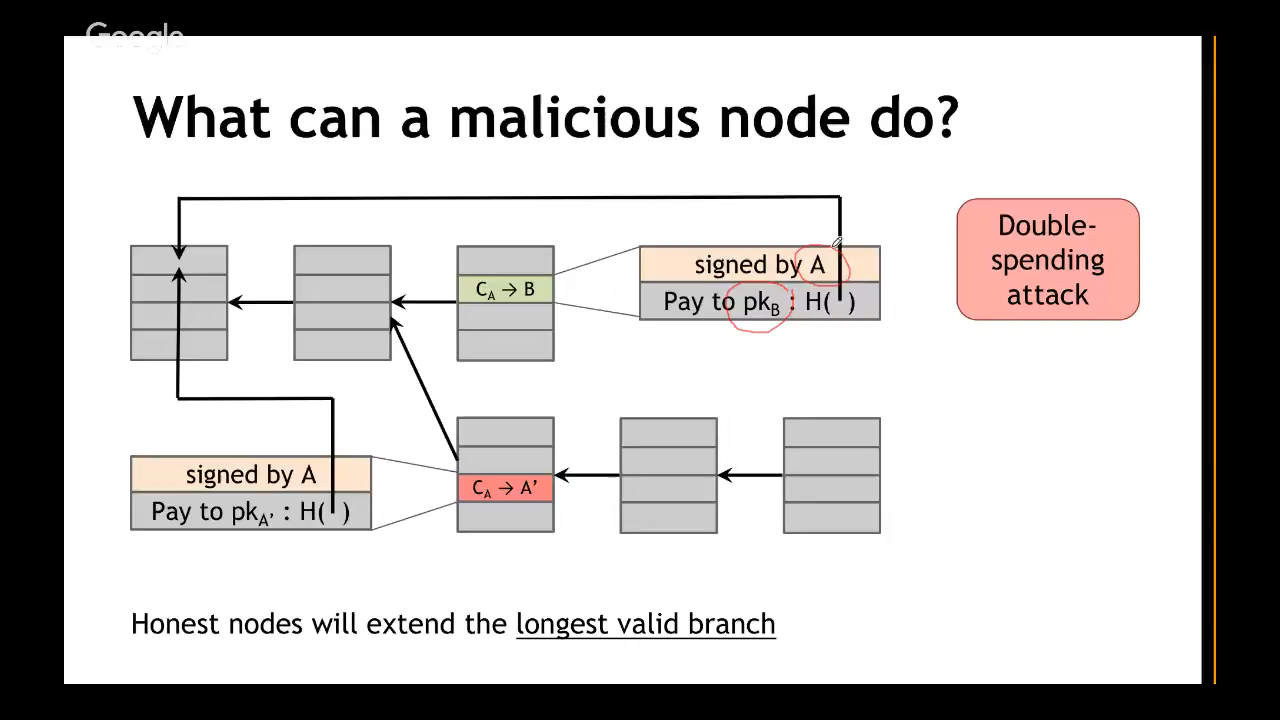 Google
What can a malicious node do?
Double-
spending
attack
signed by A
Pay to pkB : H( )
CA → B
signed by A
Pay to pkA' : H( )
CA → A'
Honest nodes will extend the longest valid branch